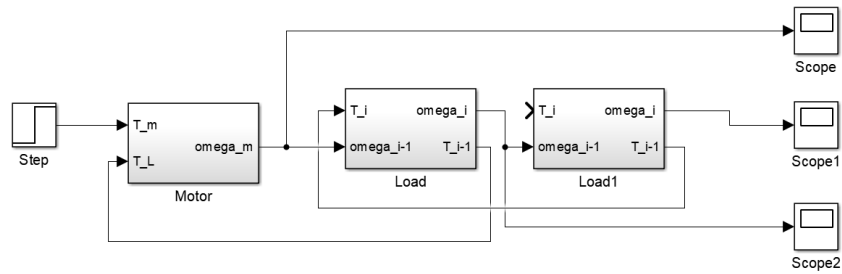 Scope
T_m
T_L
omega_m
Step
Motor
T_i
omega_i
omega_i-1
T_i-1
Load
T_i
omega_i
omega_i-1
T_i-1
Load1
Scope1
Scope2